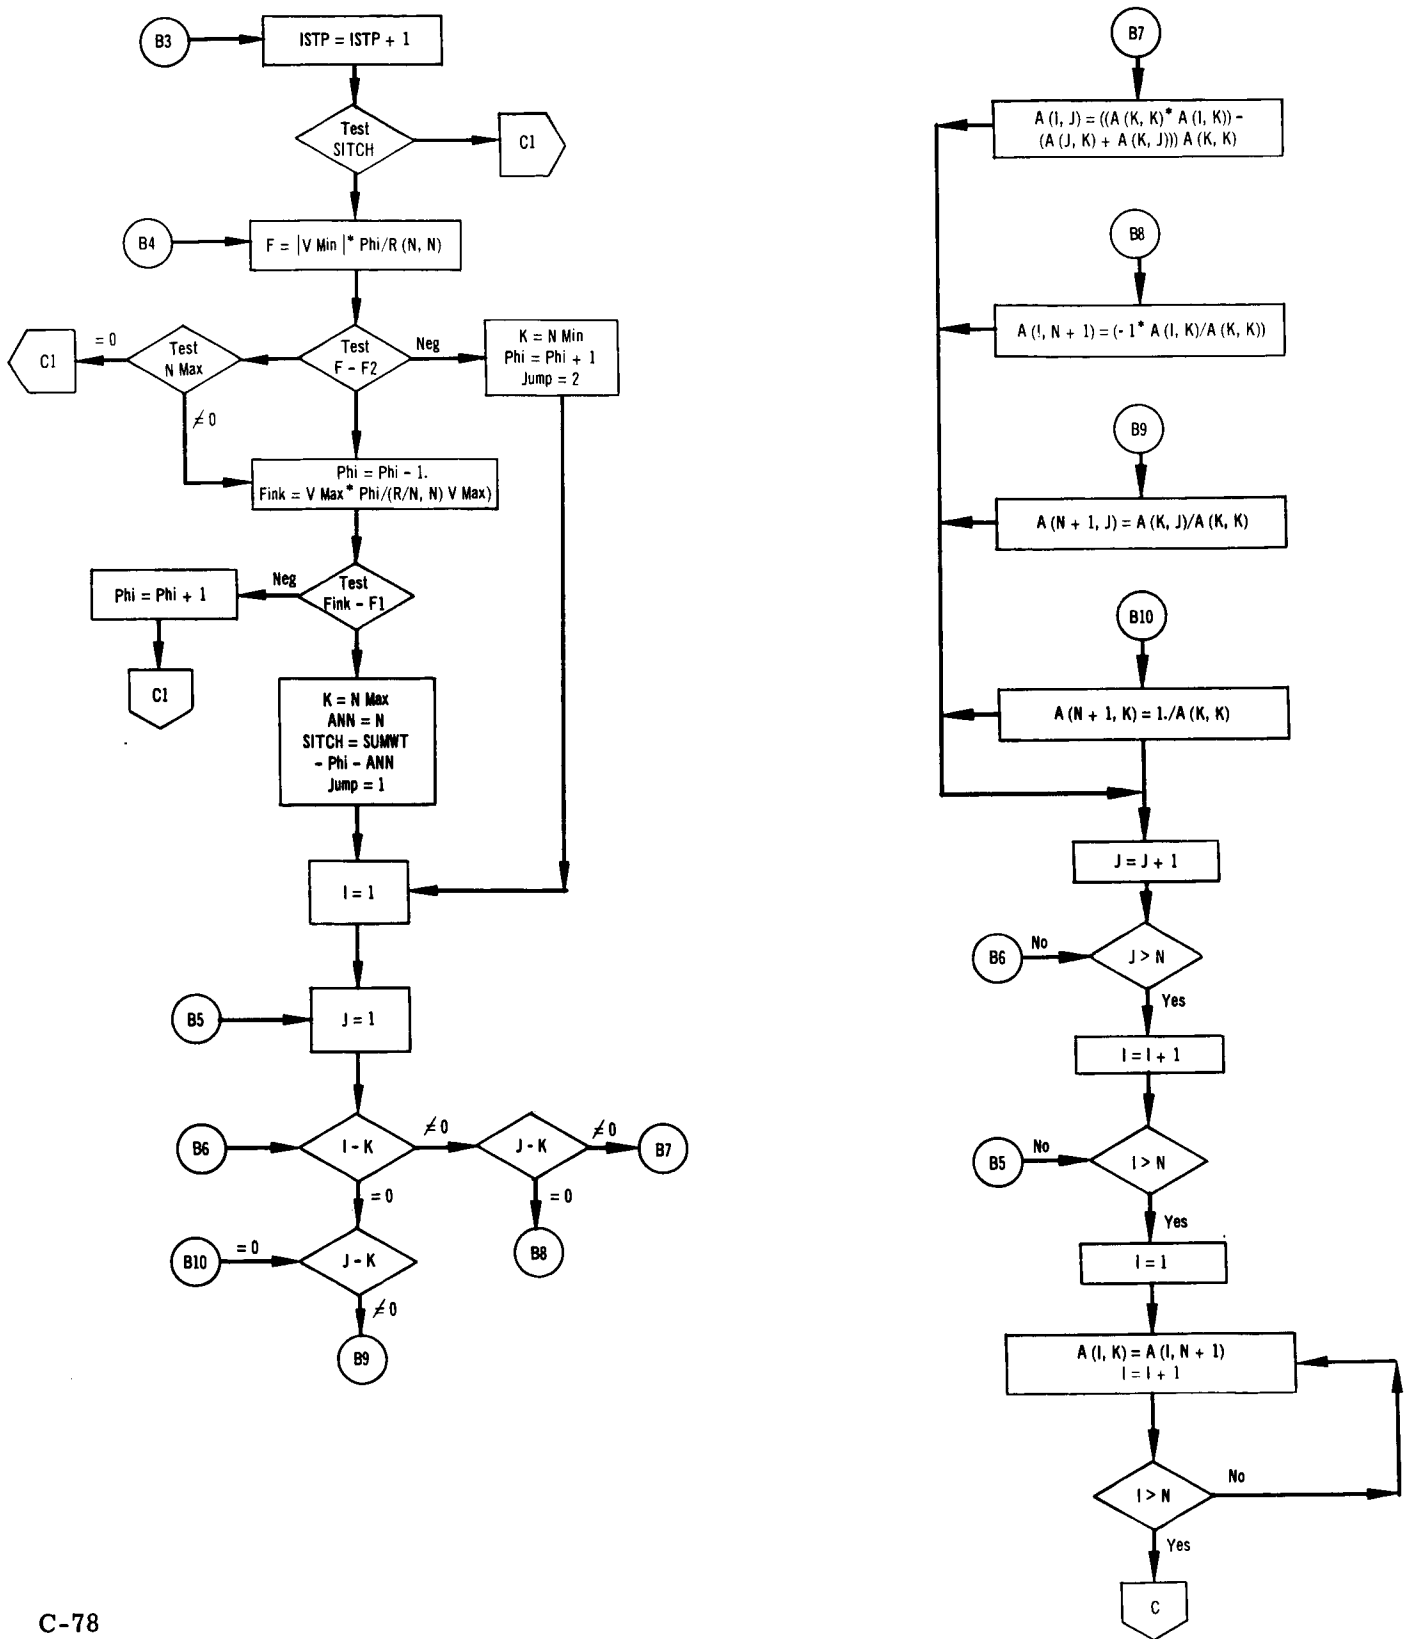 B3
ISTP = ISTP + 1
Test
SITCH
C1
B4
F = |V Min|* Phi/R (N, N)
C1
= 0
Test
N Max
≠ 0
Test
F - F2
Neg
K = N Min
Phi = Phi + 1
Jump = 2
Phi = Phi - 1.
Fink = V Max* Phi/(R/N, N) V Max)
Test
Fink - F1
Neg
Phi = Phi + 1
C1
K = N Max
ANN = N
SITCH = SUMWT
- Phi - ANN
Jump = 1
I = 1
B5
J = 1
B6
I - K
≠ 0
J - K
≠ 0
B7
= 0
= 0
B8
B10
= 0
J - K
≠ 0
B9
B7
A (I, J) = ((A (K, K)* A (I, K)) -
(A (J, K) + A (K, J))) A (K, K)
B8
A (!, N + 1) = (- 1* A (I, K)/A (K, K))
B9
A (N + 1, J) = A (K, J)/A (K, K)
B10
A (N + 1, K) = 1./A (K, K)
J = J + 1
B6
No
J > N
Yes
I = I + 1
B5
No
I > N
Yes
I = 1
A (I, K) = A (I, N + 1)
I = I + 1
I > N
No
Yes
C
C-78